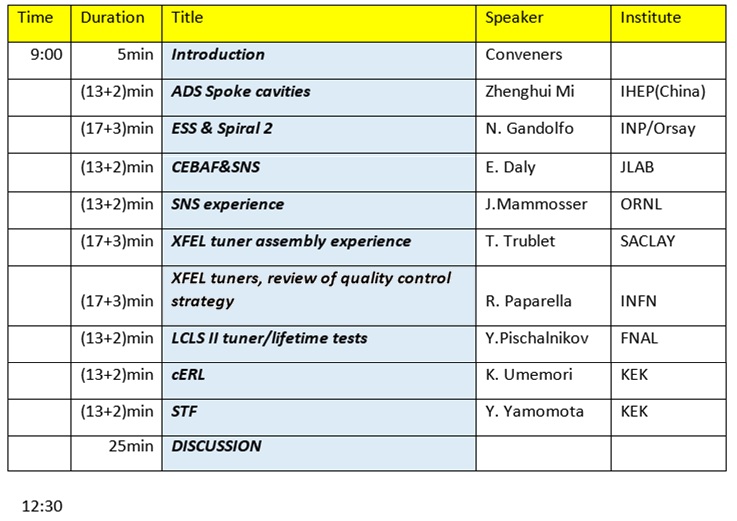 Time Duration Title Speaker Institute
9:00 5min Introduction Conveners
(13+2)min ADS Spoke cavities Zhenghui Mi IHEP(China)
(17+3)min ESS & Spiral 2 N. Gandolfo INP/Orsay
(13+2)min CEBAF&SNS E. Daly JLAB
(13+2)min SNS experience J.Mammosser ORNL
(17+3)min XFEL tuner assembly experience T. Trublet SACLAY
XFEL tuners, review of quality control
(17+3)min strategy R. Paparella INFN
(13+2)min LCLS II tuner/lifetime tests Y.Pischalnikov FNAL
(13+2)min cERL K. Umemori KEK
(13+2)min STF Y. Yamomota KEK
25min DISCUSSION
12:30